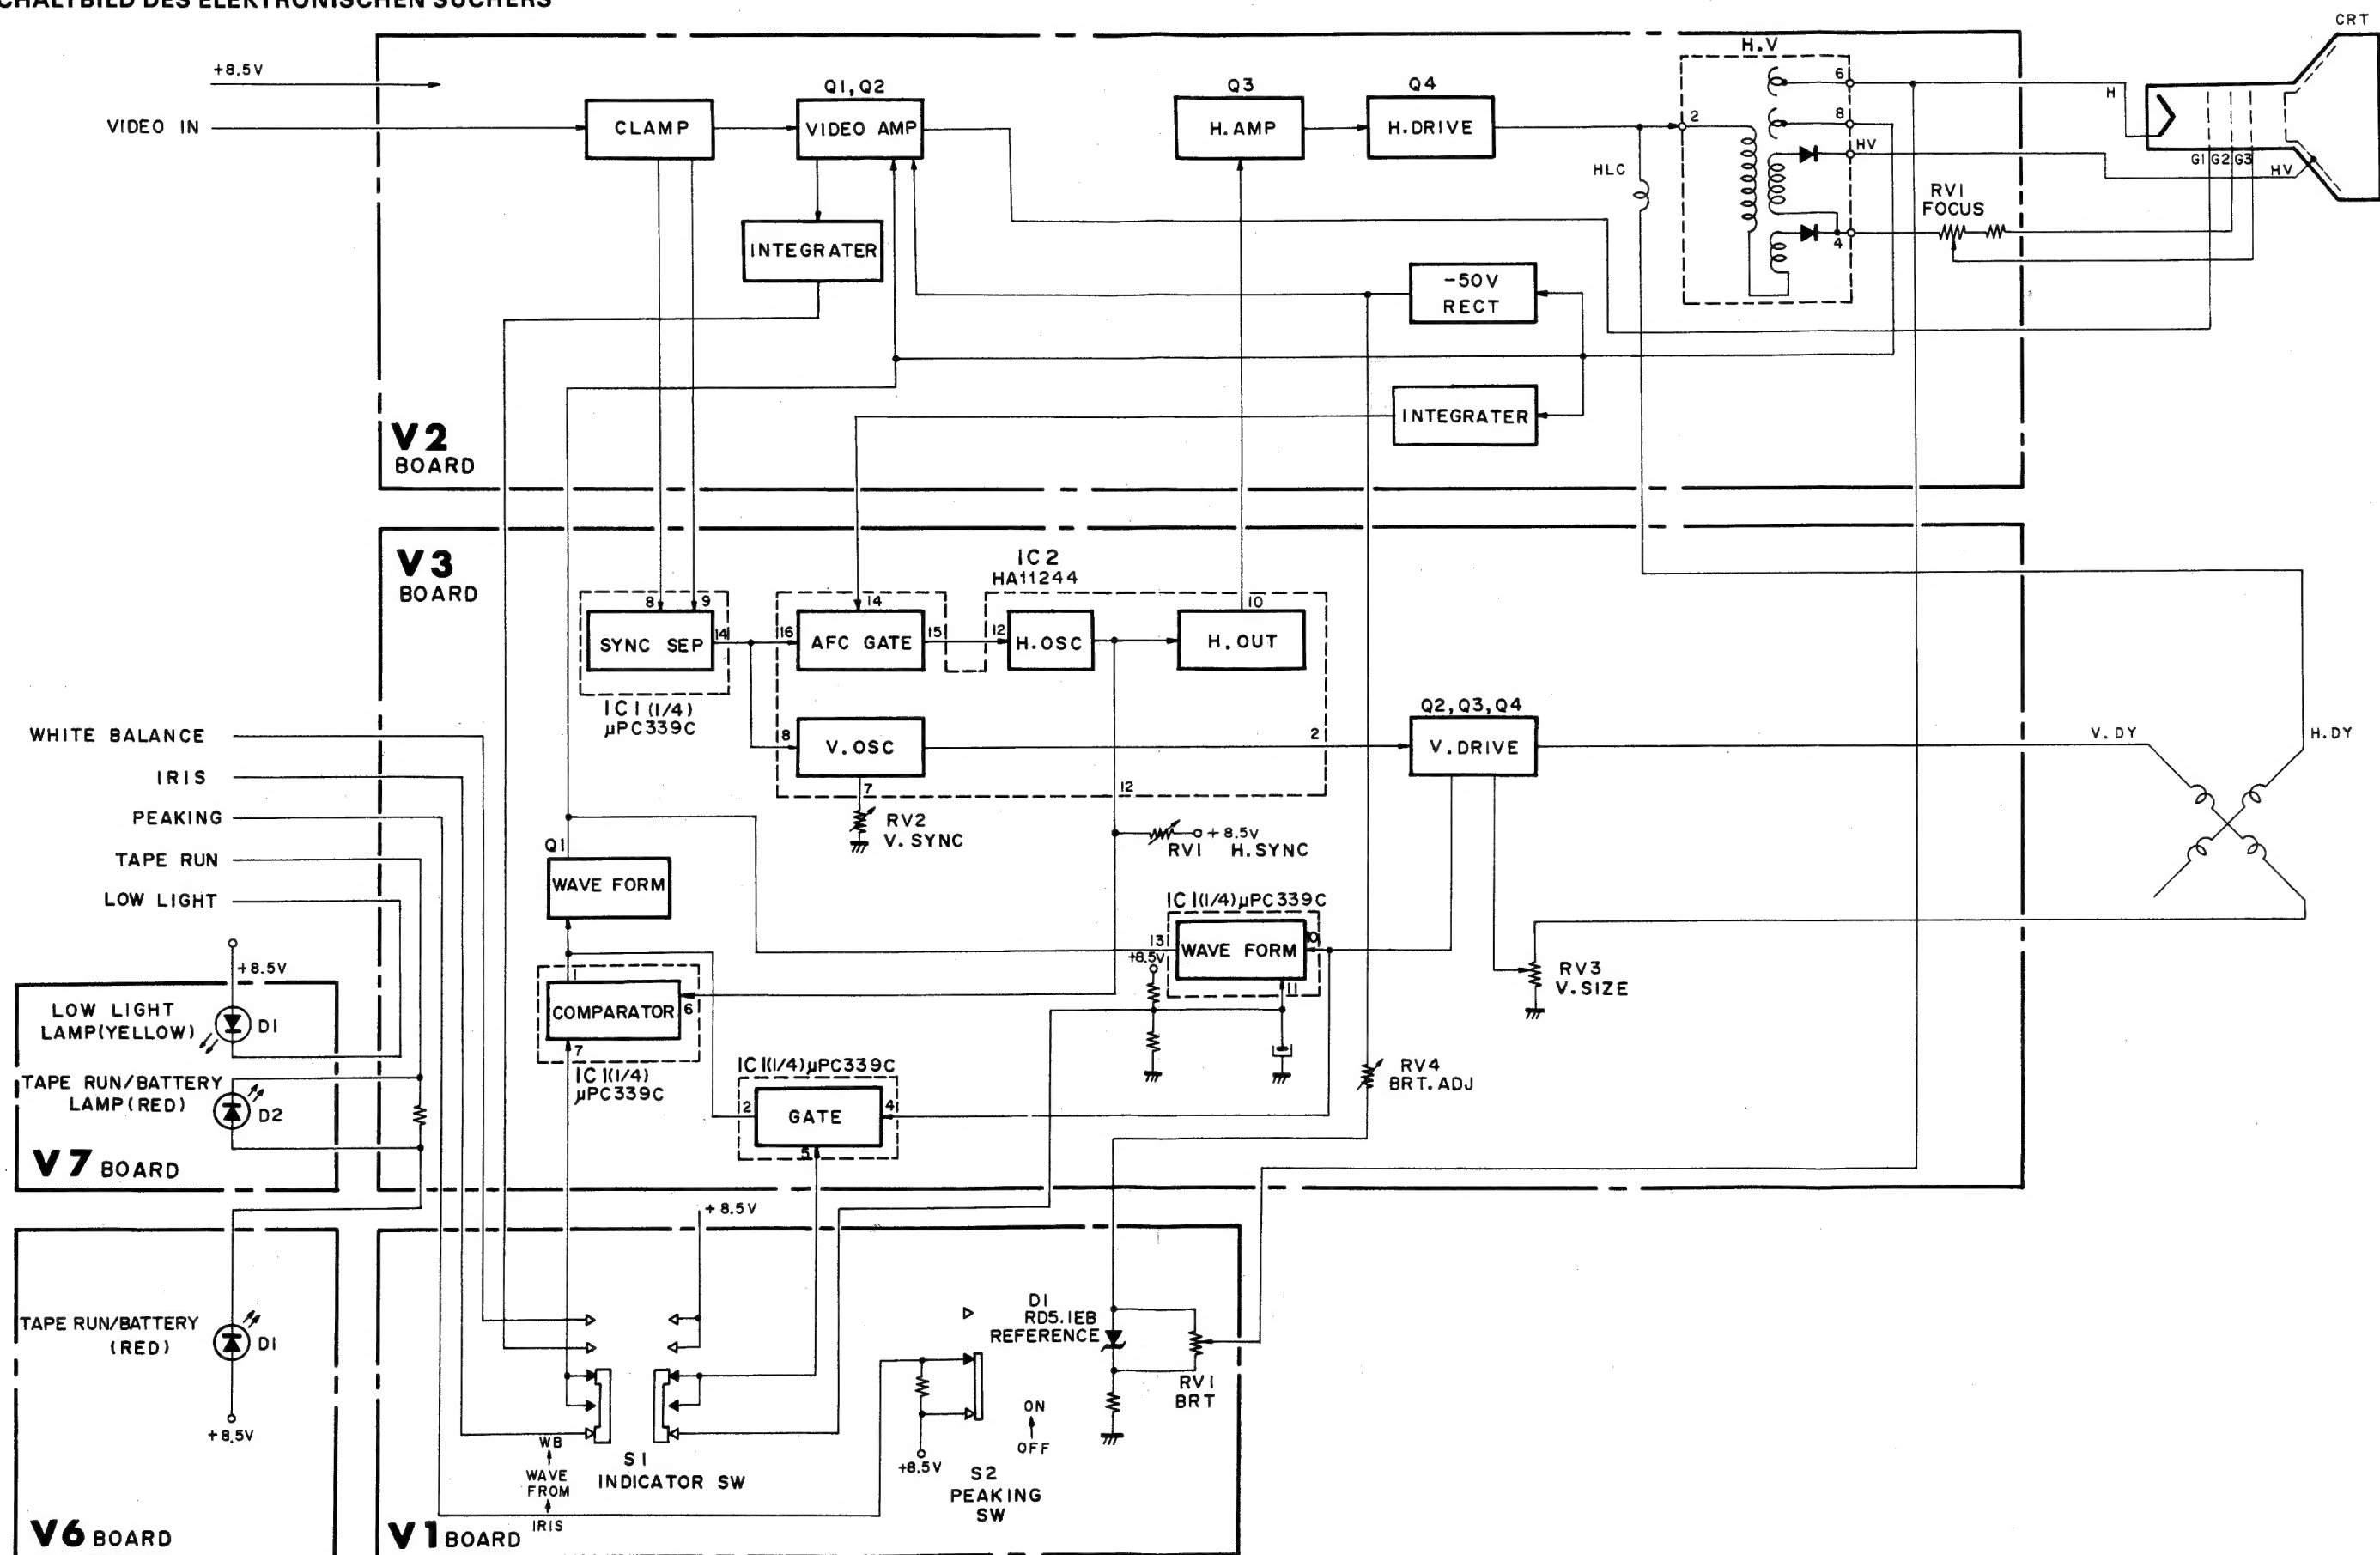 SCHALTBILD DES ELEKTRONISCHEN SUCHERS
CRT
H.V
+8.5V
Q1, Q2
Q3
Q4
6
H
VIDEO IN
CLAMP
VIDEO AMP
H.AMP
H.DRIVE
2
8
HV
G1 G2 G3
HLC
HV
RV1
FOCUS
INTEGRATER
4
-50V
RECT
INTEGRATER
V2
BOARD
V3
BOARD
IC2
HA11244
8
9
14
10
SYNC SEP
14
16
AFC GATE
15
12
H.OSC
H.OUT
IC1 (1/4)
µPC339C
Q2, Q3, Q4
WHITE BALANCE
8
V.OSC
2
V.DRIVE
V.DY
H.DY
IRIS
7
12
PEAKING
RV2
V.SYNC
+8.5V
RV1 H.SYNC
TAPE RUN
Q1
WAVE FORM
LOW LIGHT
IC1(1/4) µPC339C
13
WAVE FORM
10
+8.5V
+8.5V
1
RV3
V.SIZE
11
LOW LIGHT
LAMP(YELLOW)
D1
COMPARATOR
6
7
IC1(1/4)
µPC339C
IC1(1/4) µPC339C
RV4
BRT.ADJ
TAPE RUN/BATTERY
LAMP(RED)
D2
2
GATE
4
5
V7 BOARD
+8.5V
TAPE RUN/BATTERY
(RED)
D1
D1
RD5.1EB
REFERENCE
RV1
BRT
ON
OFF
+8.5V
WB
WAVE
FROM
IRIS
S1
INDICATOR SW
+8.5V
S2
PEAKING
SW
V6 BOARD
V1 BOARD